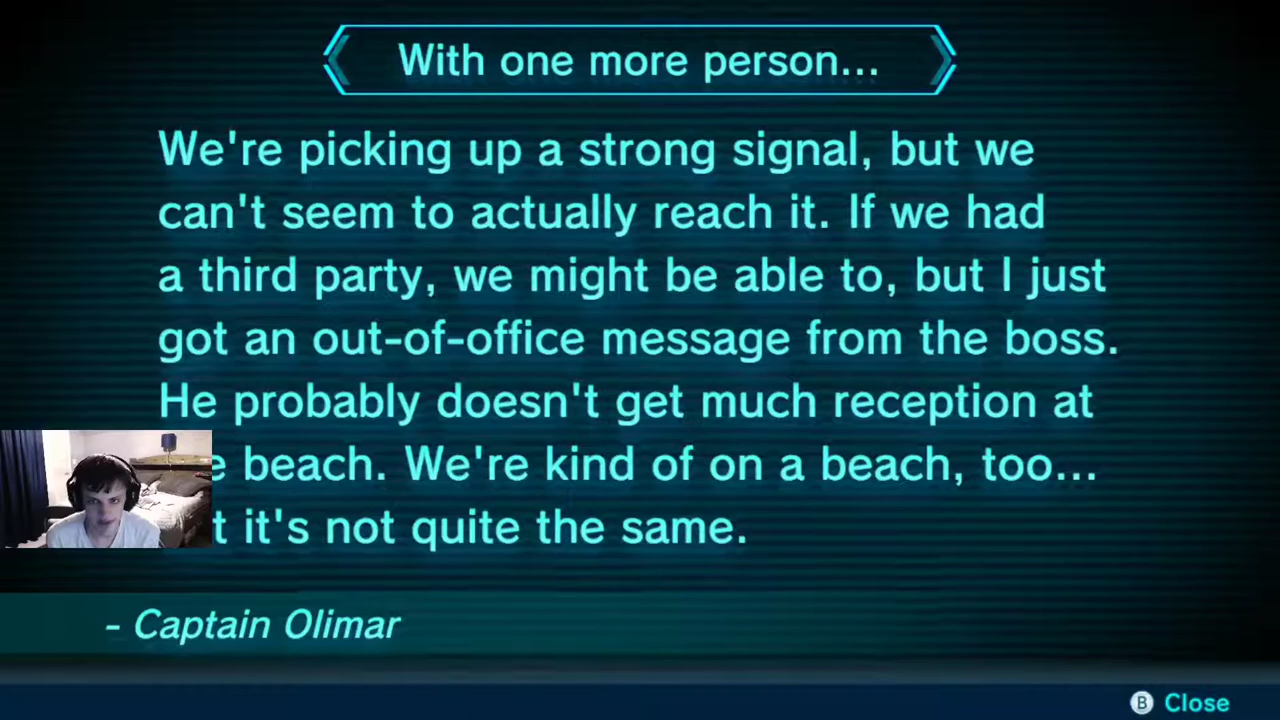 With one more person...
We're picking up a strong signal, but we
can't seem to actually reach it. If we had
a third party, we might be able to, but I just
got an out-of-office message from the boss.
He probably doesn't get much reception at
beach. We're kind of on a beach, too...
it's not quite the same.
- Captain Olimar
B Close